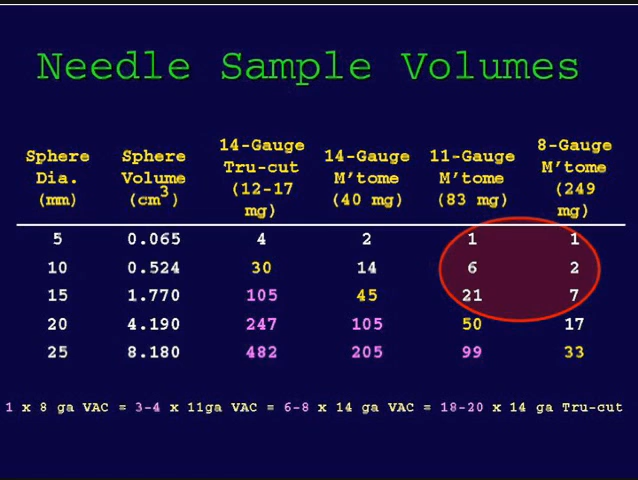 Needle Sample Volumes
Sphere Dia. (mm) Sphere Volume (cm3) 14-Gauge Tru-cut (12-17 mg) 14-Gauge M'tome (40 mg) 11-Gauge M'tome (83 mg) 8-Gauge M'tome (249 mg)
5 0.065 4 2 1 1
10 0.524 30 14 6 2
15 1.770 105 45 21 7
20 4.190 247 105 50 17
25 8.180 482 205 99 33
1 x 8 ga VAC = 3-4 x 11ga VAC = 6-8 x 14 ga VAC = 18-20 x 14 ga Tru-cut